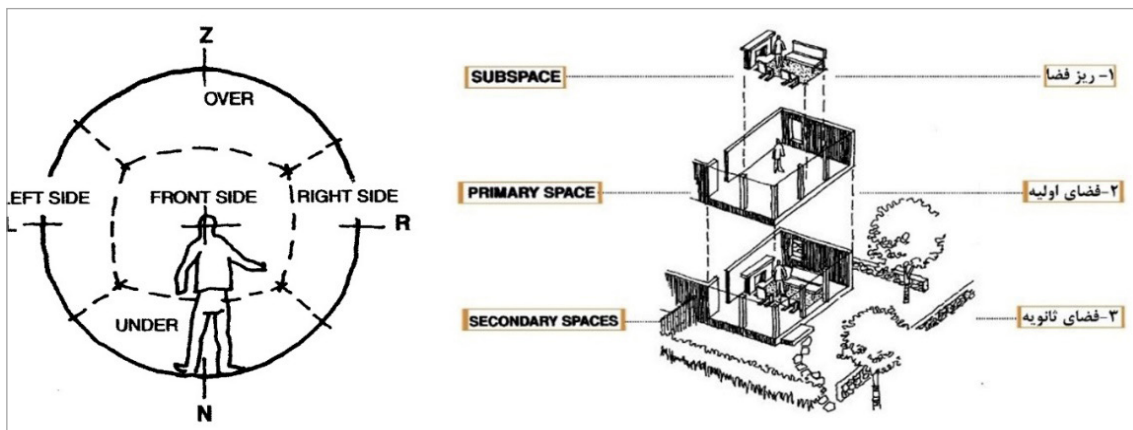 Z
OVER
LEFT SIDE
FRONT SIDE
RIGHT SIDE
L
R
UNDER
N
SUBSPACE
۱- ریز فضا
PRIMARY SPACE
۲-فضای اولیه
SECONDARY SPACES
۳-فضای ثانویه